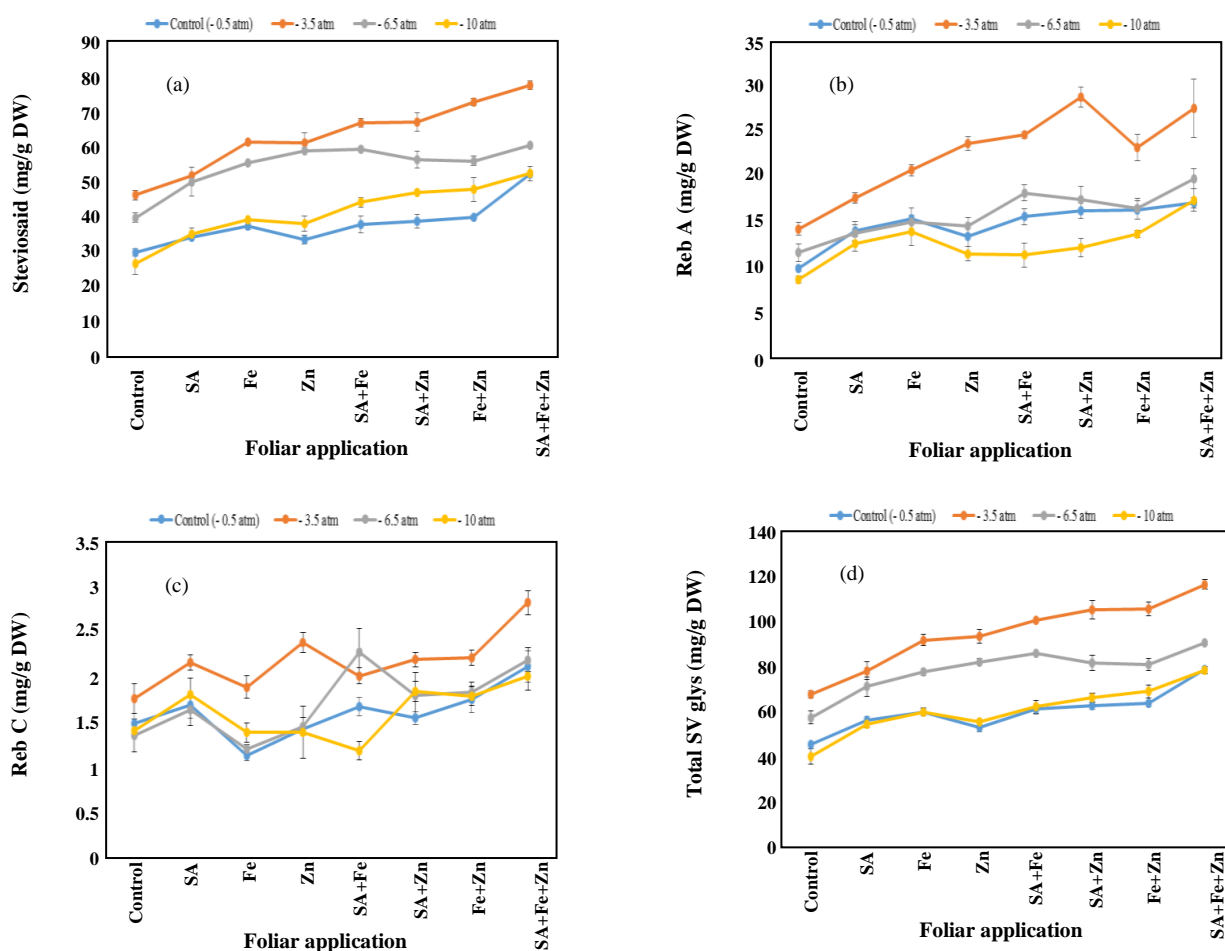 Control (- 0.5 atm) - 3.5 atm - 6.5 atm - 10 atm
(a)
Steviosaid (mg/g DW)
90
80
70
60
50
40
30
20
10
0
Control
SA
Fe
Zn
SA+Fe
SA+Zn
Fe+Zn
SA+Fe+Zn
Foliar application
Control (- 0.5 atm) - 3.5 atm - 6.5 atm - 10 atm
(b)
Reb A (mg/g DW)
35
30
25
20
15
10
5
0
Control
SA
Fe
Zn
SA+Fe
SA+Zn
Fe+Zn
SA+Fe+Zn
Foliar application
Control (- 0.5 atm) - 3.5 atm - 6.5 atm - 10 atm
(c)
Reb C (mg/g DW)
3.5
3
2.5
2
1.5
1
0.5
0
Control
SA
Fe
Zn
SA+Fe
SA+Zn
Fe+Zn
SA+Fe+Zn
Foliar application
Control (- 0.5 atm) - 3.5 atm - 6.5 atm - 10 atm
(d)
Total SV glys (mg/g DW)
140
120
100
80
60
40
20
0
Control
SA
Fe
Zn
SA+Fe
SA+Zn
Fe+Zn
SA+Fe+Zn
Foliar application